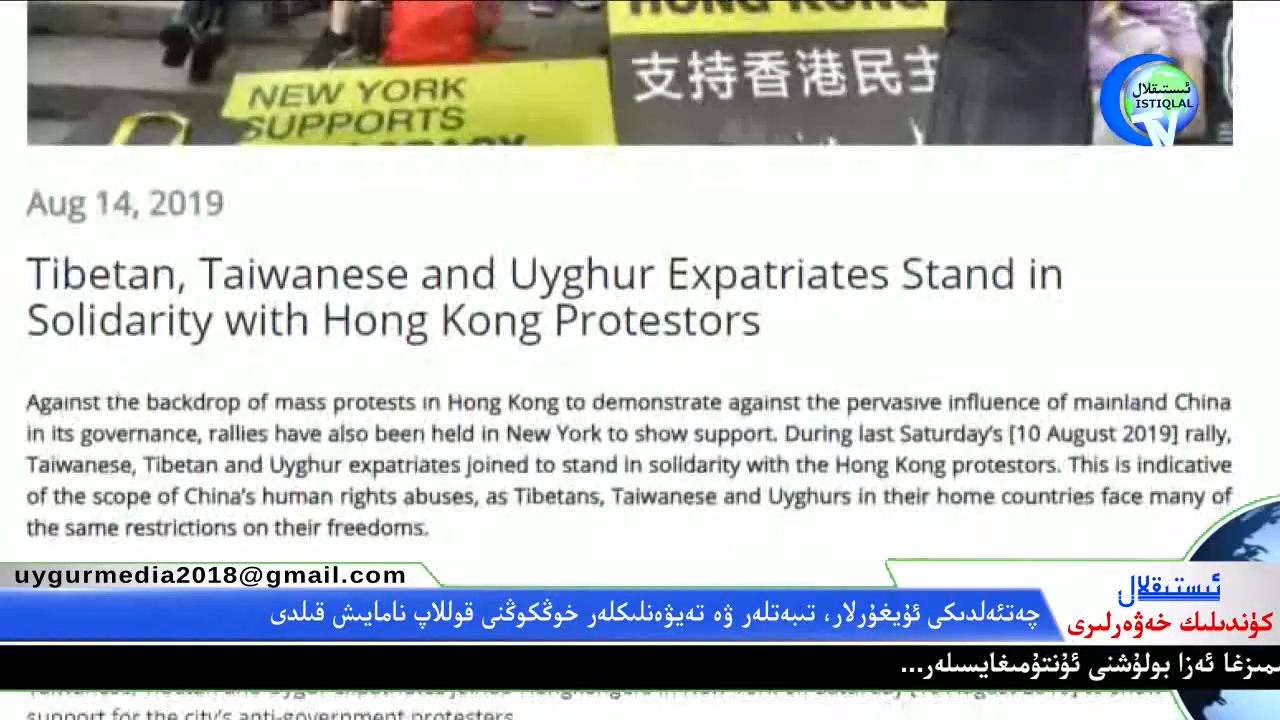 HONG KONG
NEW YORK
SUPPORTS
支持香港民主
ئىستىقلال
ISTIQLAL
TV
Aug 14, 2019
Tibetan, Taiwanese and Uyghur Expatriates Stand in
Solidarity with Hong Kong Protestors
Against the backdrop of mass protests in Hong Kong to demonstrate against the pervasive influence of mainland China
in its governance, rallies have also been held in New York to show support. During last Saturday's [10 August 2019] rally,
Taiwanese, Tibetan and Uyghur expatriates joined to stand in solidarity with the Hong Kong protestors. This is indicative
of the scope of China's human rights abuses, as Tibetans, Taiwanese and Uyghurs in their home countries face many of
the same restrictions on their freedoms.
uygurmedia2018@gmail.com
ئىستىقلال
كۈندىلىك خەۋەرلىرى
چەتئەلدىكى ئۇيغۇرلار، تىبەتلەر ۋە تەيۋەنلىكلەر خوڭكوڭنى قوللاپ نامايىش قىلدى
ىمىزغا ئەزا بولۇشنى ئۇنتۇمىغايسىلەر...
support for the city's anti-government protesters.